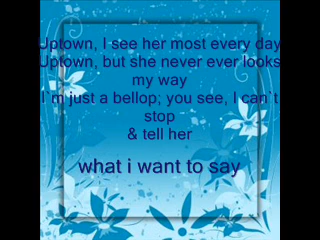 Uptown, I see her most every day
Uptown, but she never ever looks
my way
I`m just a bellop; you see, I can`t
stop
& tell her
what i want to say